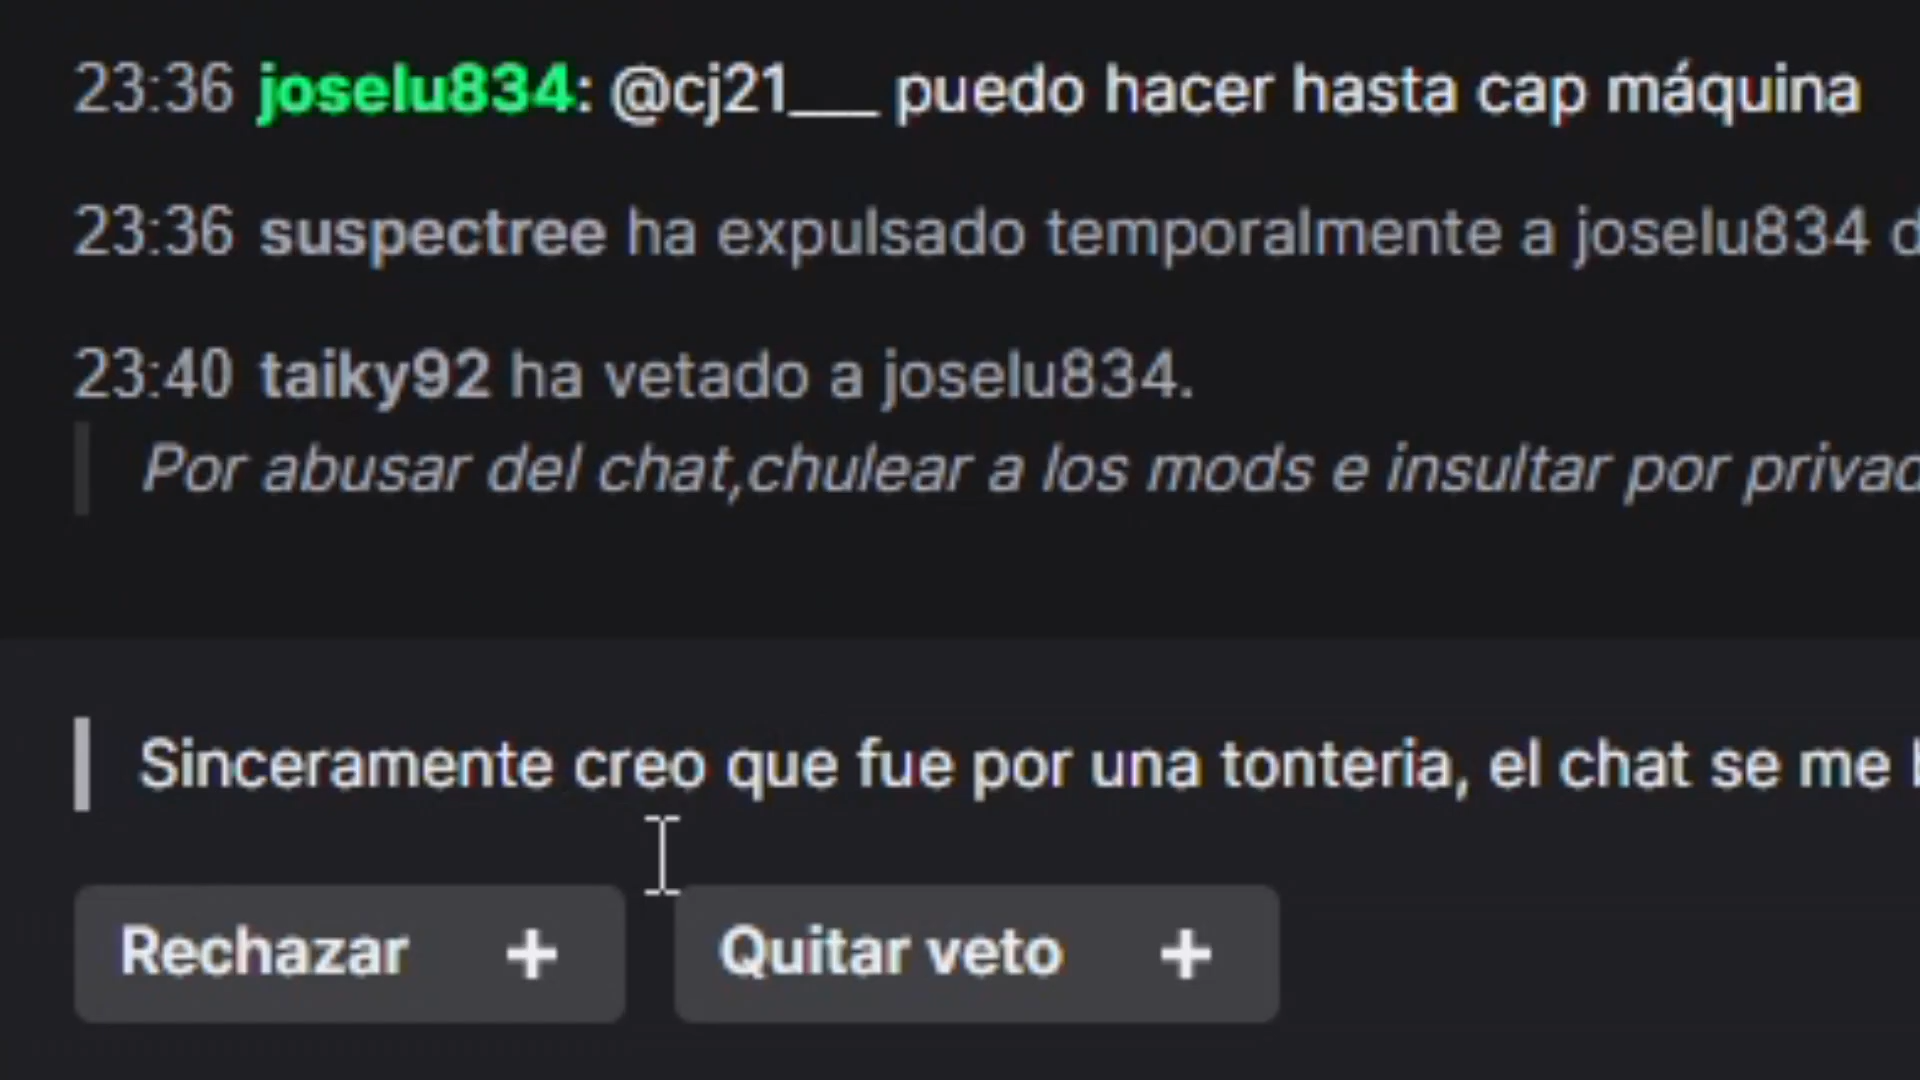 23:36 joselu834: @cj21___ puedo hacer hasta cap máquina
23:36 suspectree ha expulsado temporalmente a joselu834
23:40 taiky92 ha vetado a joselu834.
Por abusar del chat,chulear a los mods e insultar por
Sinceramente creo que fue por una tonteria, el chat se me
Rechazar +
Quitar veto +